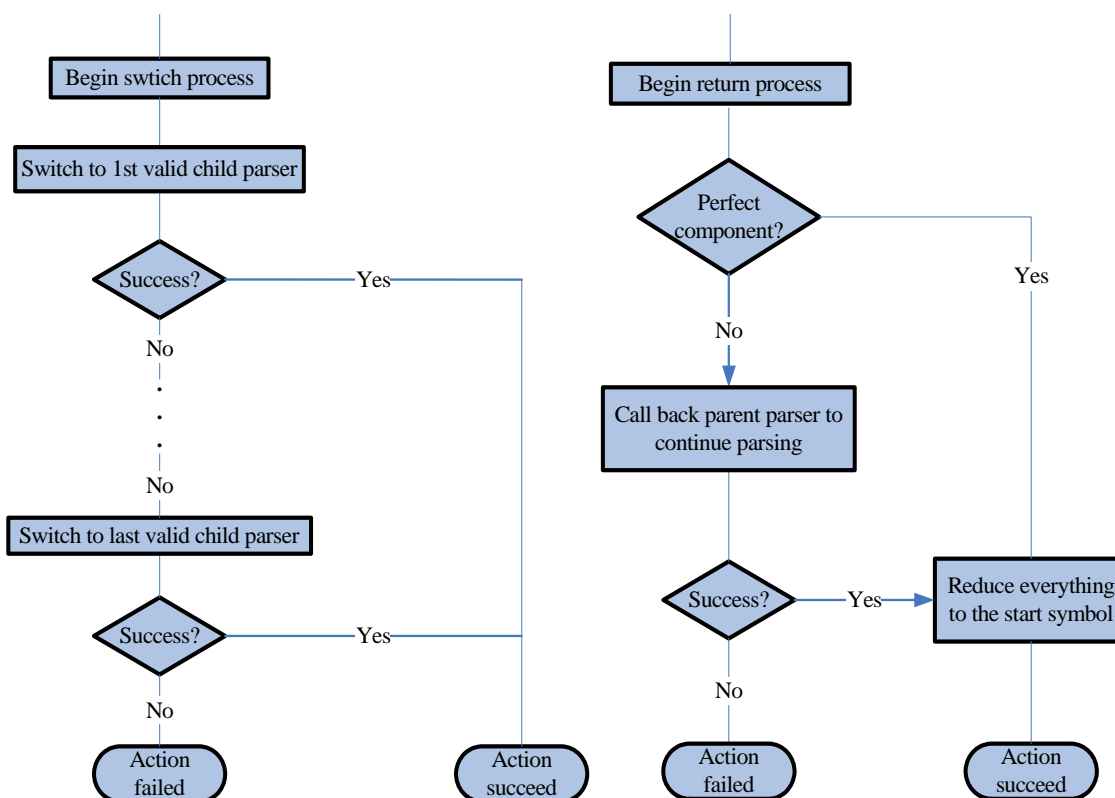 Begin swtich process
Switch to 1st valid child parser
Success?
Yes
No
.
.
.
No
Switch to last valid child parser
Success?
Yes
No
Action
failed
Action
succeed
Begin return process
Perfect
component?
Yes
No
Call back parent parser to
continue parsing
Success?
Yes
Reduce everything
to the start symbol
No
Action
failed
Action
succeed